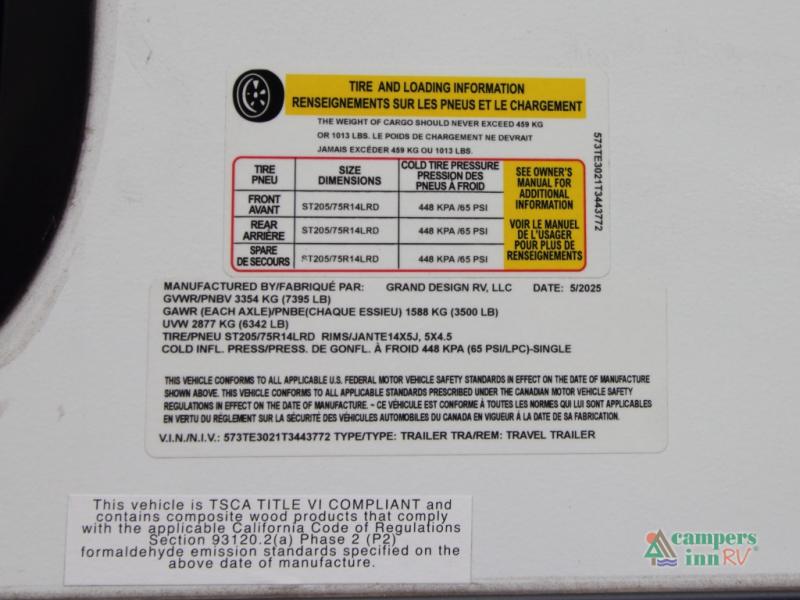 TIRE AND LOADING INFORMATION
RENSEIGNEMENTS SUR LES PNEUS ET LE CHARGEMENT
THE WEIGHT OF CARGO SHOULD NEVER EXCEED 459 KG
OR 1013 LBS. LE POIDS DE CHARGEMENT NE DEVRAIT
JAMAIS EXCÉDER 459 KG OU 1013 LBS.
TIRE
PNEU
SIZE
DIMENSIONS
COLD TIRE PRESSURE
PRESSION DES
PNEUS À FROID
FRONT
AVANT
ST205/75R14LRD
448 KPA /65 PSI
REAR
ARRIÈRE
ST205/75R14LRD
448 KPA /65 PSI
SPARE
DE SECOURS
ST205/75R14LRD
448 KPA /65 PSI
SEE OWNER'S
MANUAL FOR
ADDITIONAL
INFORMATION
VOIR LE MANUEL
DE L'USAGER
POUR PLUS DE
RENSEIGNEMENTS
573TE3021T3443772
MANUFACTURED BY/FABRIQUÉ PAR: GRAND DESIGN RV, LLC DATE: 5/2025
GVWR/PNBV 3354 KG (7395 LB)
GAWR (EACH AXLE)/PNBE(CHAQUE ESSIEU) 1588 KG (3500 LB)
UVW 2877 KG (6342 LB)
TIRE/PNEU ST205/75R14LRD RIMS/JANTE14X5J, 5X4.5
COLD INFL. PRESS/PRESS. DE GONFL. À FROID 448 KPA (65 PSI/LPC)-SINGLE
THIS VEHICLE CONFORMS TO ALL APPLICABLE U.S. FEDERAL MOTOR VEHICLE SAFETY STANDARDS IN EFFECT ON THE DATE OF MANUFACTURE
SHOWN ABOVE. THIS VEHICLE CONFORMS TO ALL APPLICABLE STANDARDS PRESCRIBED UNDER THE CANADIAN MOTOR VEHICLE SAFETY
REGULATIONS IN EFFECT ON THE DATE OF MANUFACTURE. - CE VÉHICULE EST CONFORME À TOUTES LES NORMES QUI LUI SONT APPLICABLES
EN VERTU DU RÈGLEMENT SUR LA SÉCURITÉ DES VÉHICULES AUTOMOBILES DU CANADA EN VIGUEUR À LA DATE DE SA FABRICATION.
V.I.N./N.I.V.: 573TE3021T3443772 TYPE/TYPE: TRAILER TRA/REM: TRAVEL TRAILER
This vehicle is TSCA TITLE VI COMPLIANT and
contains composite wood products that comply
with the applicable California Code of Regulations
Section 93120.2(a) Phase 2 (P2)
formaldehyde emission standards specified on the
above date of manufacture.
campers
inn RV®